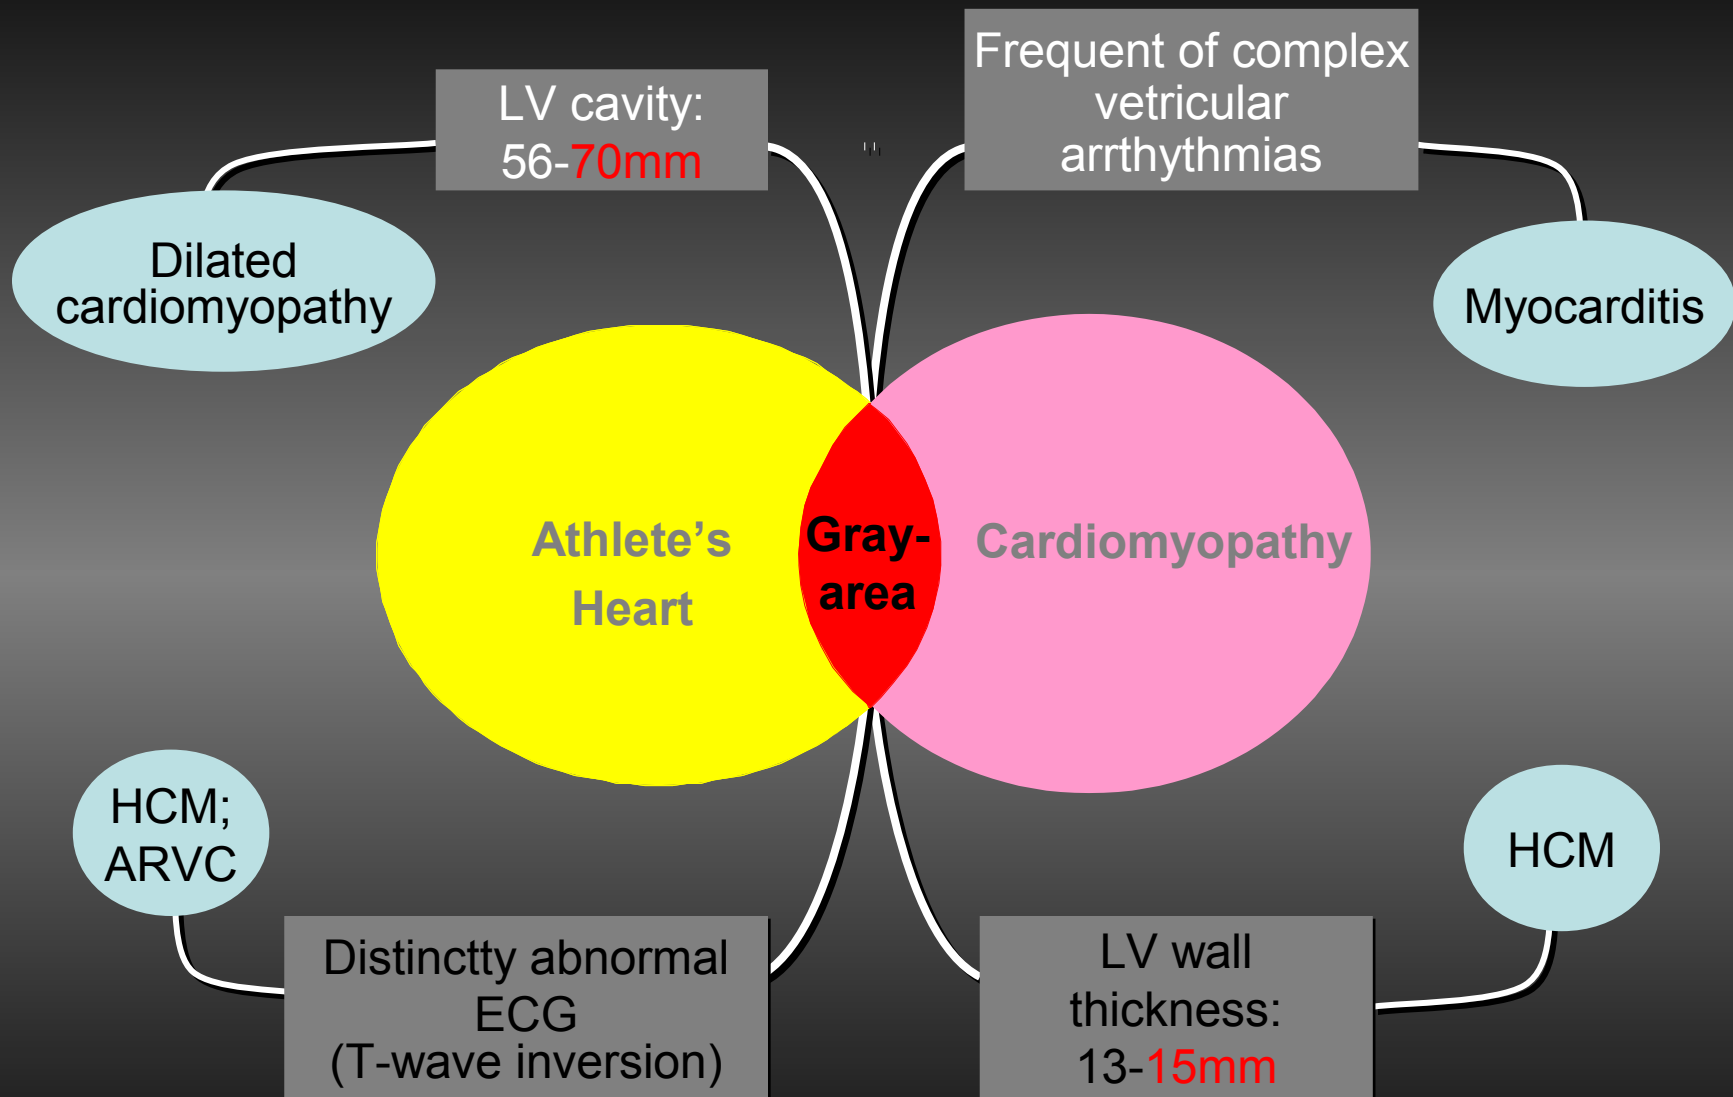 LV cavity:
56-70mm
Frequent of complex
vetricular
arrthythmias
Dilated
cardiomyopathy
Myocarditis
Athlete’s
Heart
Gray-
area
Cardiomyopathy
HCM;
ARVC
HCM
Distinctty abnormal
ECG
(T-wave inversion)
LV wall
thickness:
13-15mm